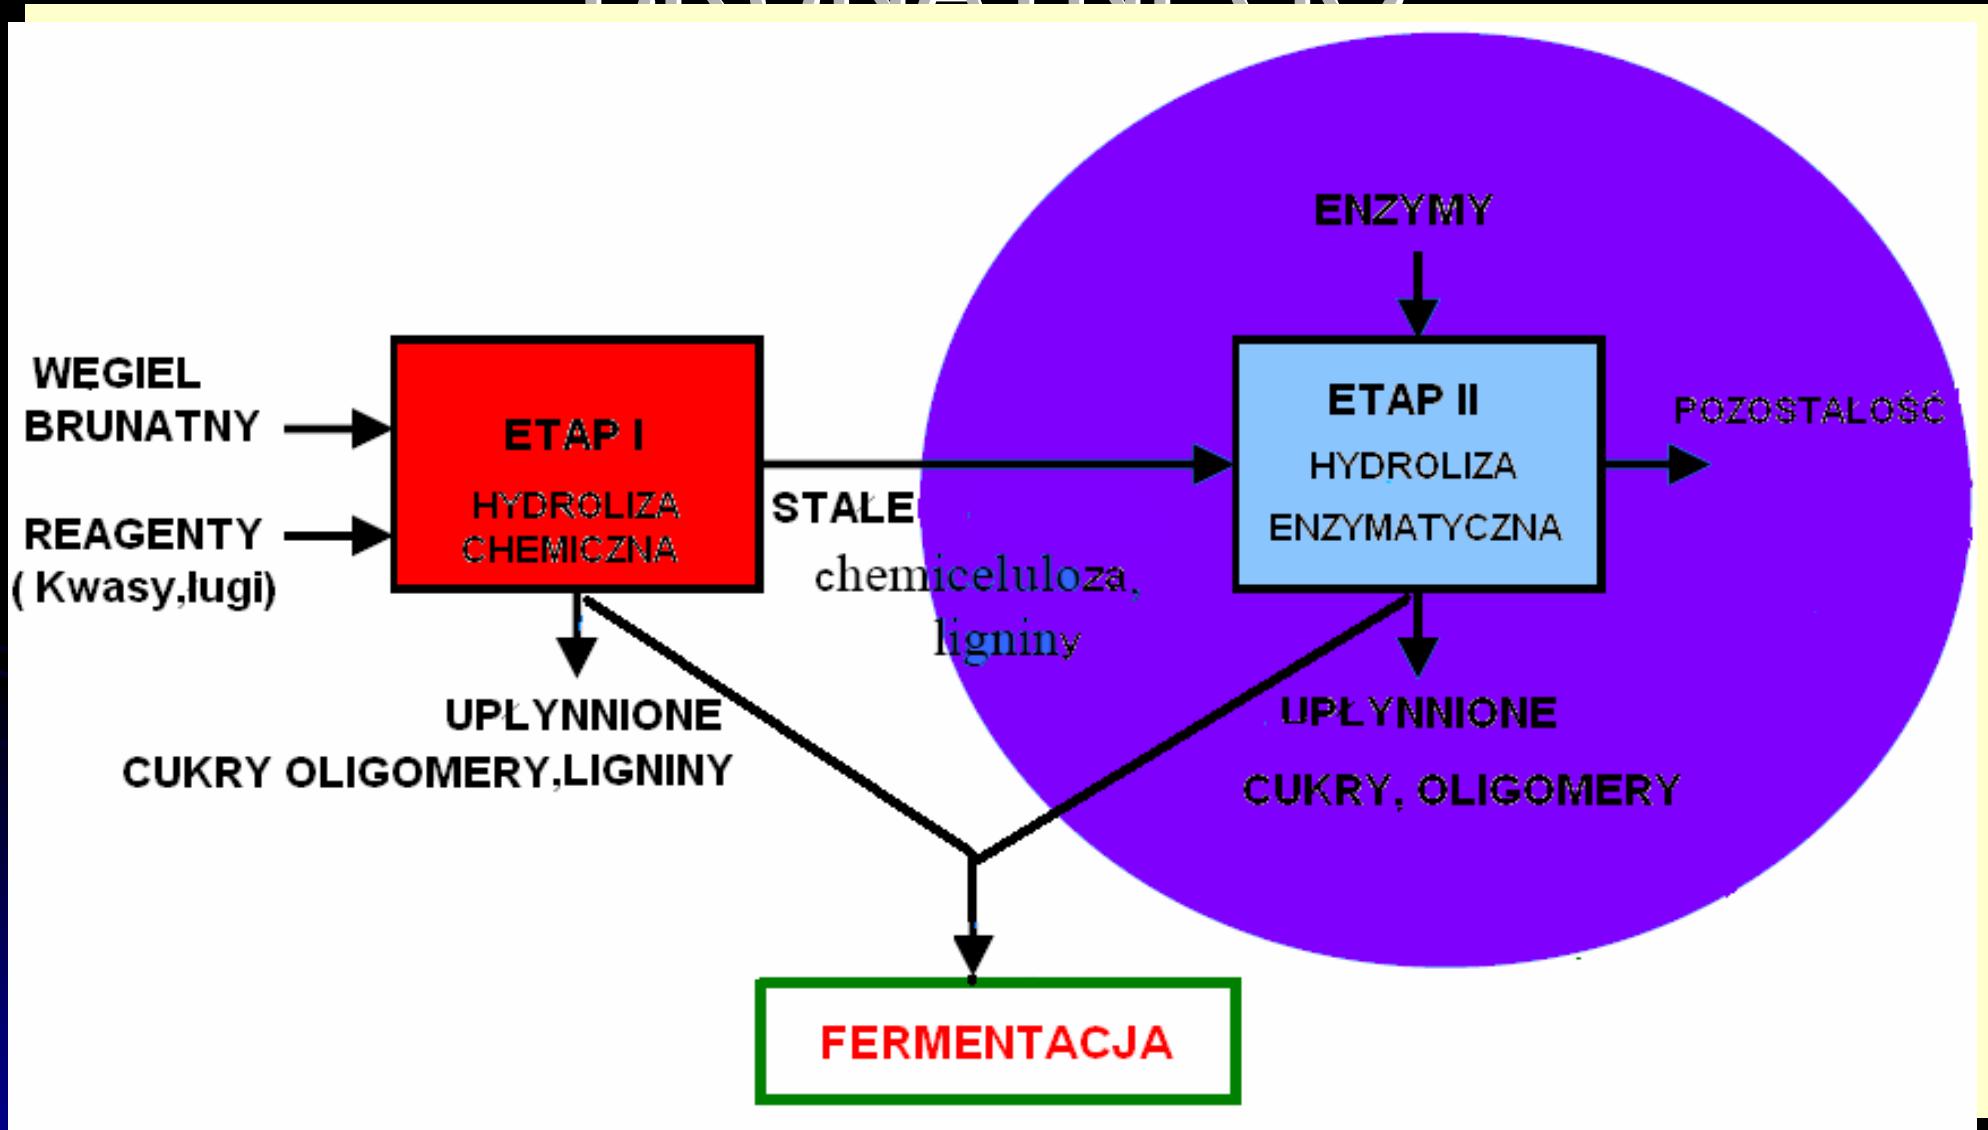 WĘGIEL
BRUNATNY
REAGENTY
( Kwasy,ługi)
ETAP I
HYDROLIZA
CHEMICZNA
UPŁYNNIONE
CUKRY OLIGOMERY,LIGNINY
STAŁE
chemiceluloza,
ligniny
ENZYMY
ETAP II
HYDROLIZA
ENZYMATYCZNA
POZOSTAŁOŚĆ
UPŁYNNIONE
CUKRY, OLIGOMERY
FERMENTACJA